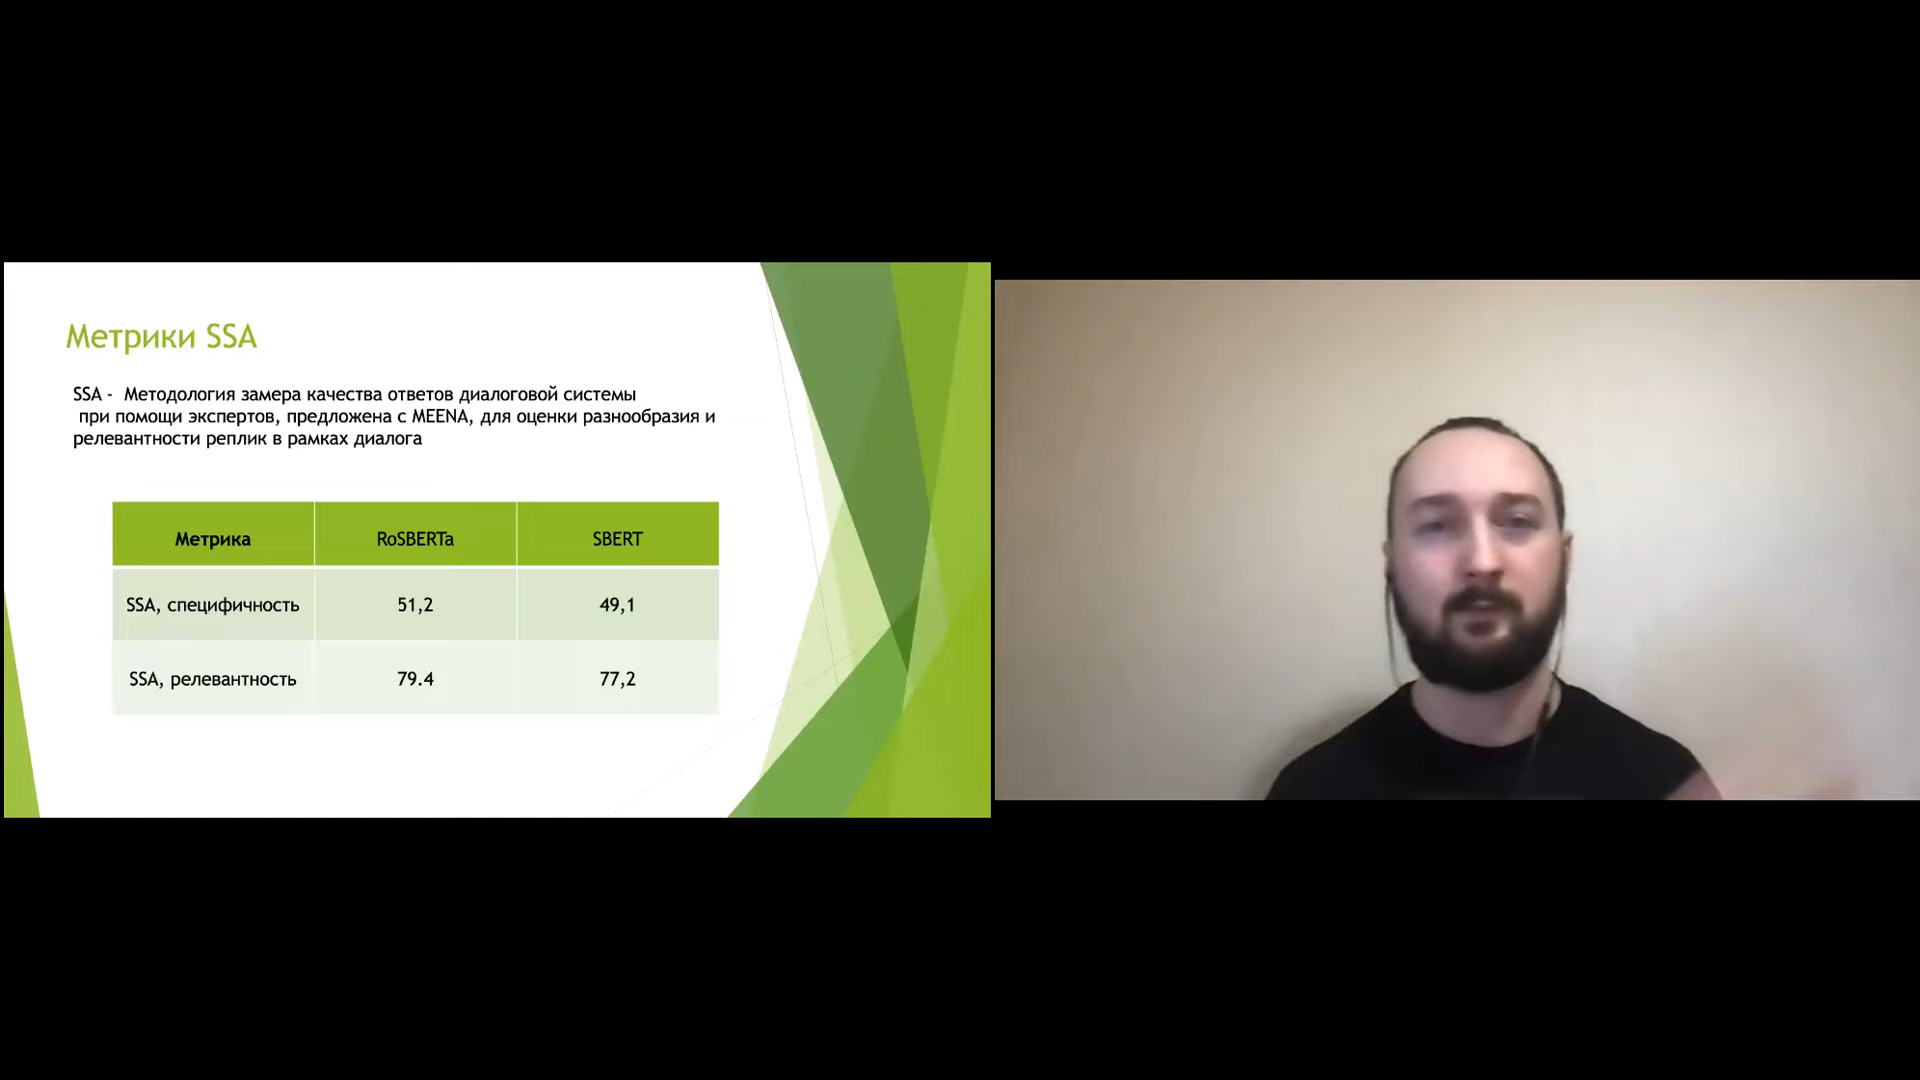 Метрики SSA
SSA - Методология замера качества ответов диалоговой системы
при помощи экспертов, предложена с MEENA, для оценки разнообразия и
релевантности реплик в рамках диалога
Метрика RoSBERTa SBERT
SSA, специфичность 51,2 49,1
SSA, релевантность 79.4 77,2